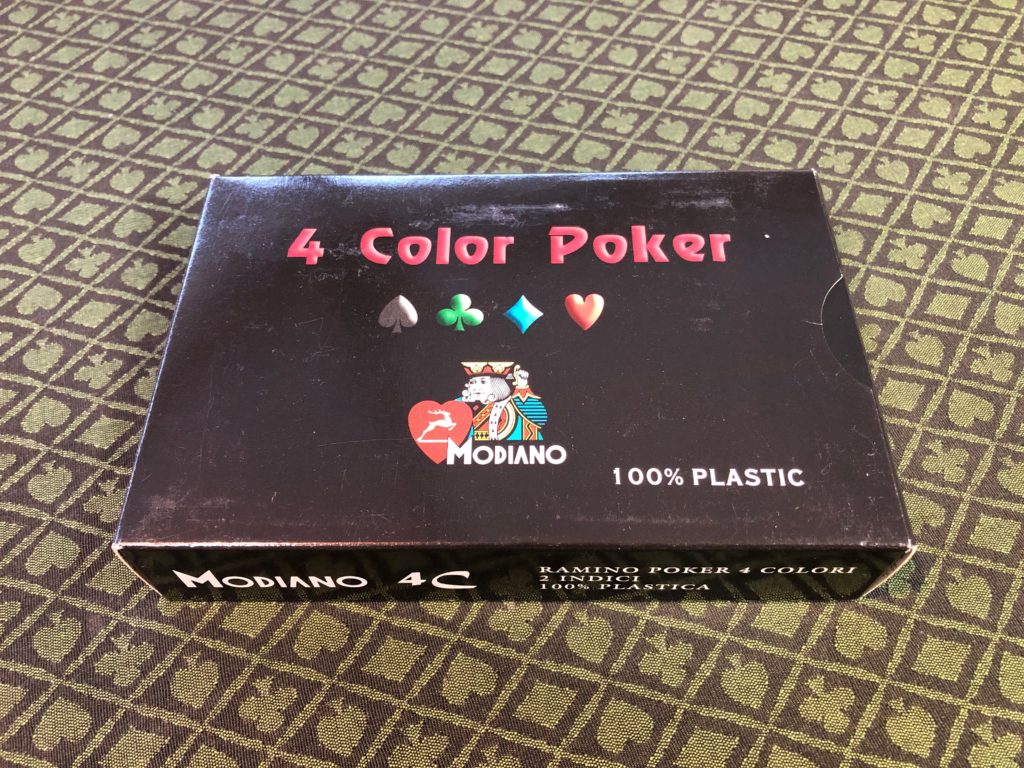 4 Color Poker
MODIANO
100% PLASTIC
MODIANO 4C
RAMINO POKER 4 COLORI
2 INDICI
100% PLASTICA